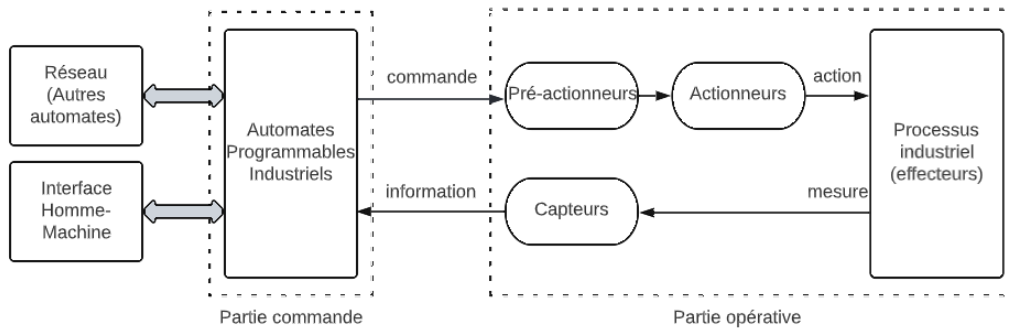 Réseau
(Autres
automates)
Interface
Homme-
Machine
Automates
Programmables
Industriels
Partie commande
commande
information
Pré-actionneurs
Actionneurs
action
Capteurs
mesure
Processus
industriel
(effecteurs)
Partie opérative